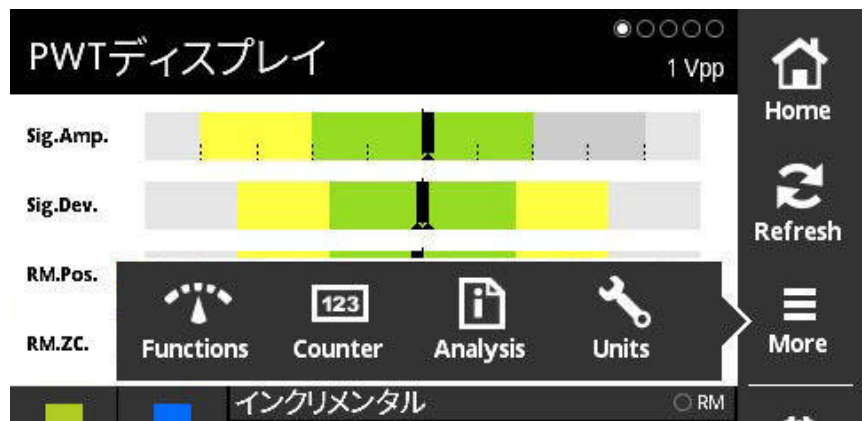 PWTディスプレイ
1 Vpp
Home
Sig.Amp.
Sig.Dev.
Refresh
RM.Pos.
123
Functions
Counter
Analysis
Units
More
RM.ZC.
インクリメンタル
RM